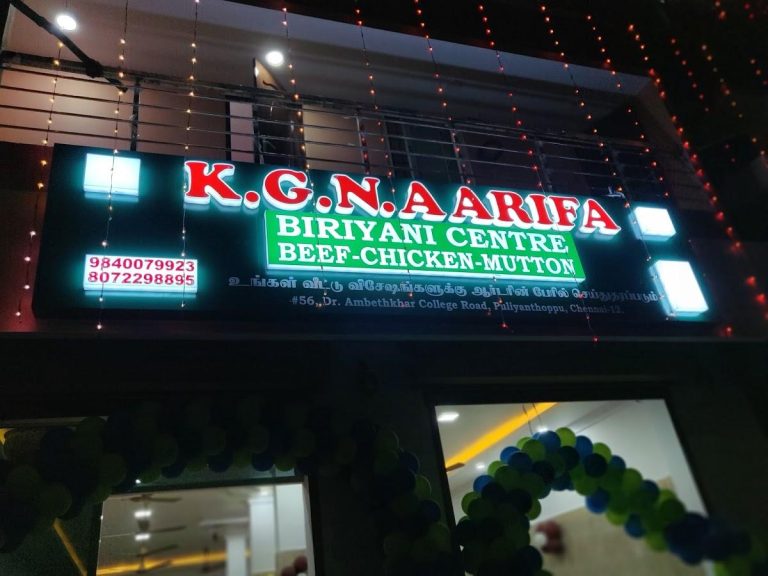 K.G.N.AARIFA
BIRIYANI CENTRE
BEEF-CHICKEN-MUTTON
9840079923
8072298895
உங்கள் வீட்டு விசேஷங்களுக்கு ஆர்டரின் பேரில் செய்துதரப்படும்
#56, Dr. Ambethkhar College Road, Puliyanthoppu, Chennai-12.